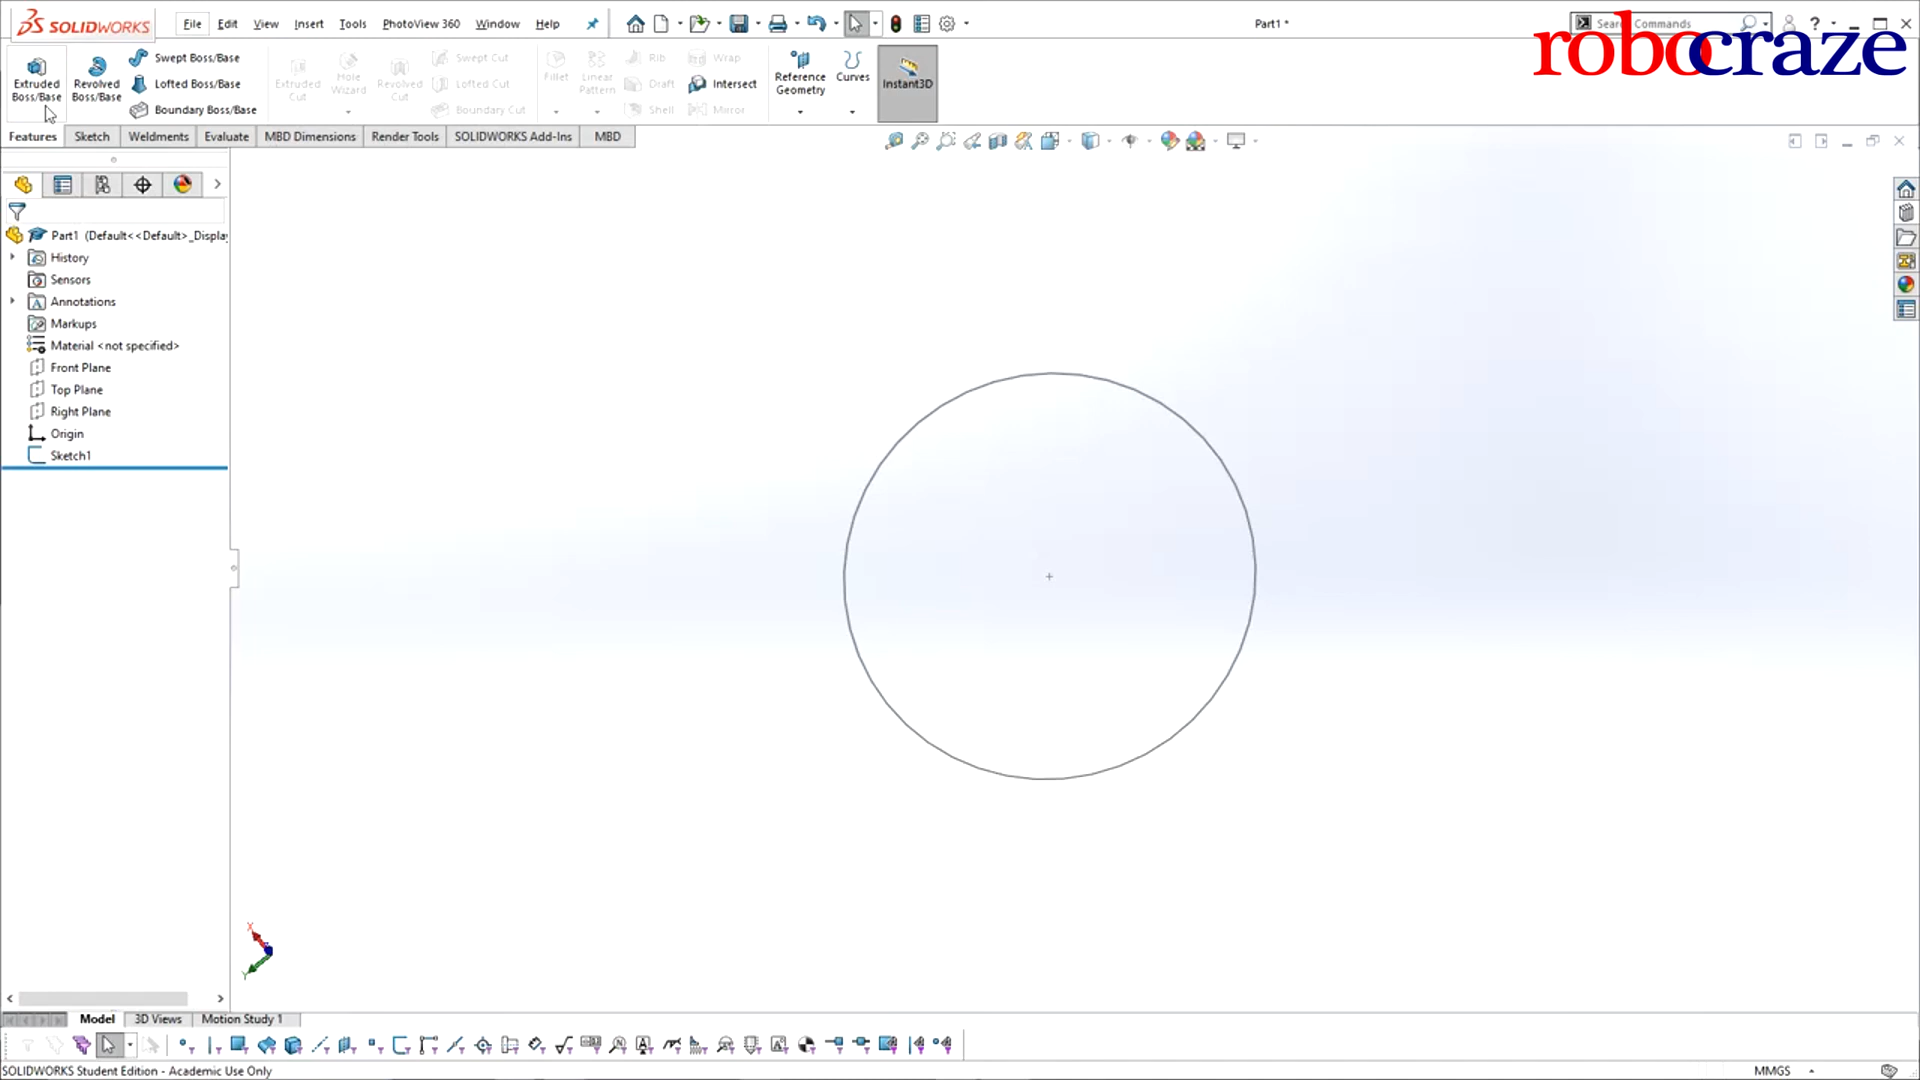 SOLIDWORKS File Edit View Insert Tools PhotoView 360 Window Help Part1 * Commands ?
robocraze
Extruded Boss/Base
Revolved Boss/Base
Swept Boss/Base
Lofted Boss/Base
Boundary Boss/Base
Extruded Cut
Hole Wizard
Revolved Cut
Swept Cut
Lofted Cut
Boundary Cut
Fillet
Linear Pattern
Rib
Draft
Shell
Wrap
Intersect
Mirror
Reference Geometry
Curves
Instant3D
Features Sketch Weldments Evaluate MBD Dimensions Render Tools SOLIDWORKS Add-Ins MBD
Part1 (Default<<Default>_Displa
History
Sensors
Annotations
Markups
Material <not specified>
Front Plane
Top Plane
Right Plane
Origin
Sketch1
X
Y
Model 3D Views Motion Study 1
SOLIDWORKS Student Edition - Academic Use Only
MMGS